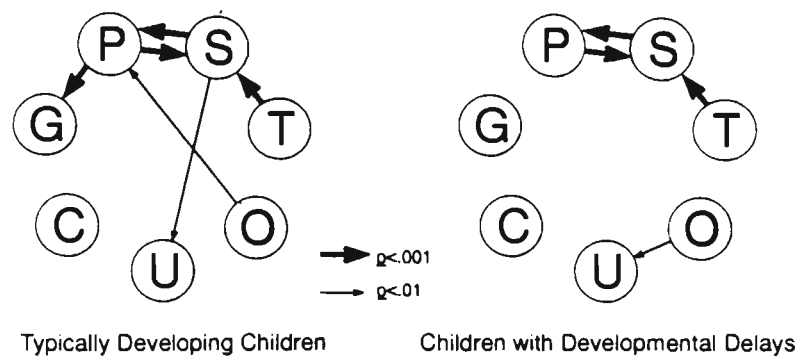 P S P S
G T G T
C O C O
U U
p<.001
p<.01
Typically Developing Children Children with Developmental Delays